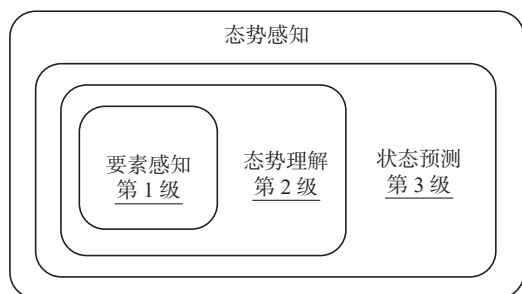 态势感知
要素感知
第 1 级
态势理解
第 2 级
状态预测
第 3 级